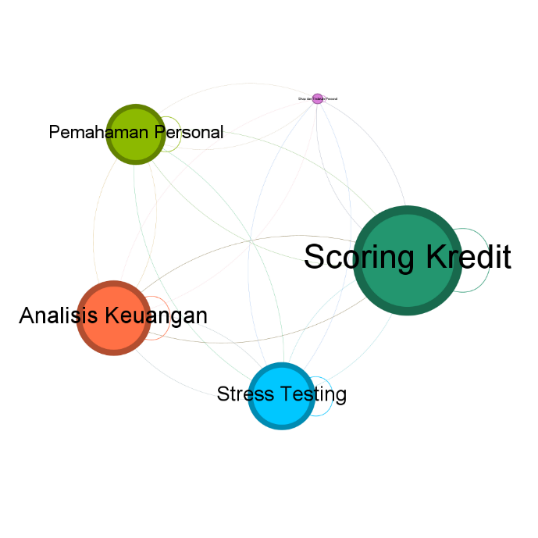 Pemahaman Personal
Scoring Kredit
Analisis Keuangan
Stress Testing